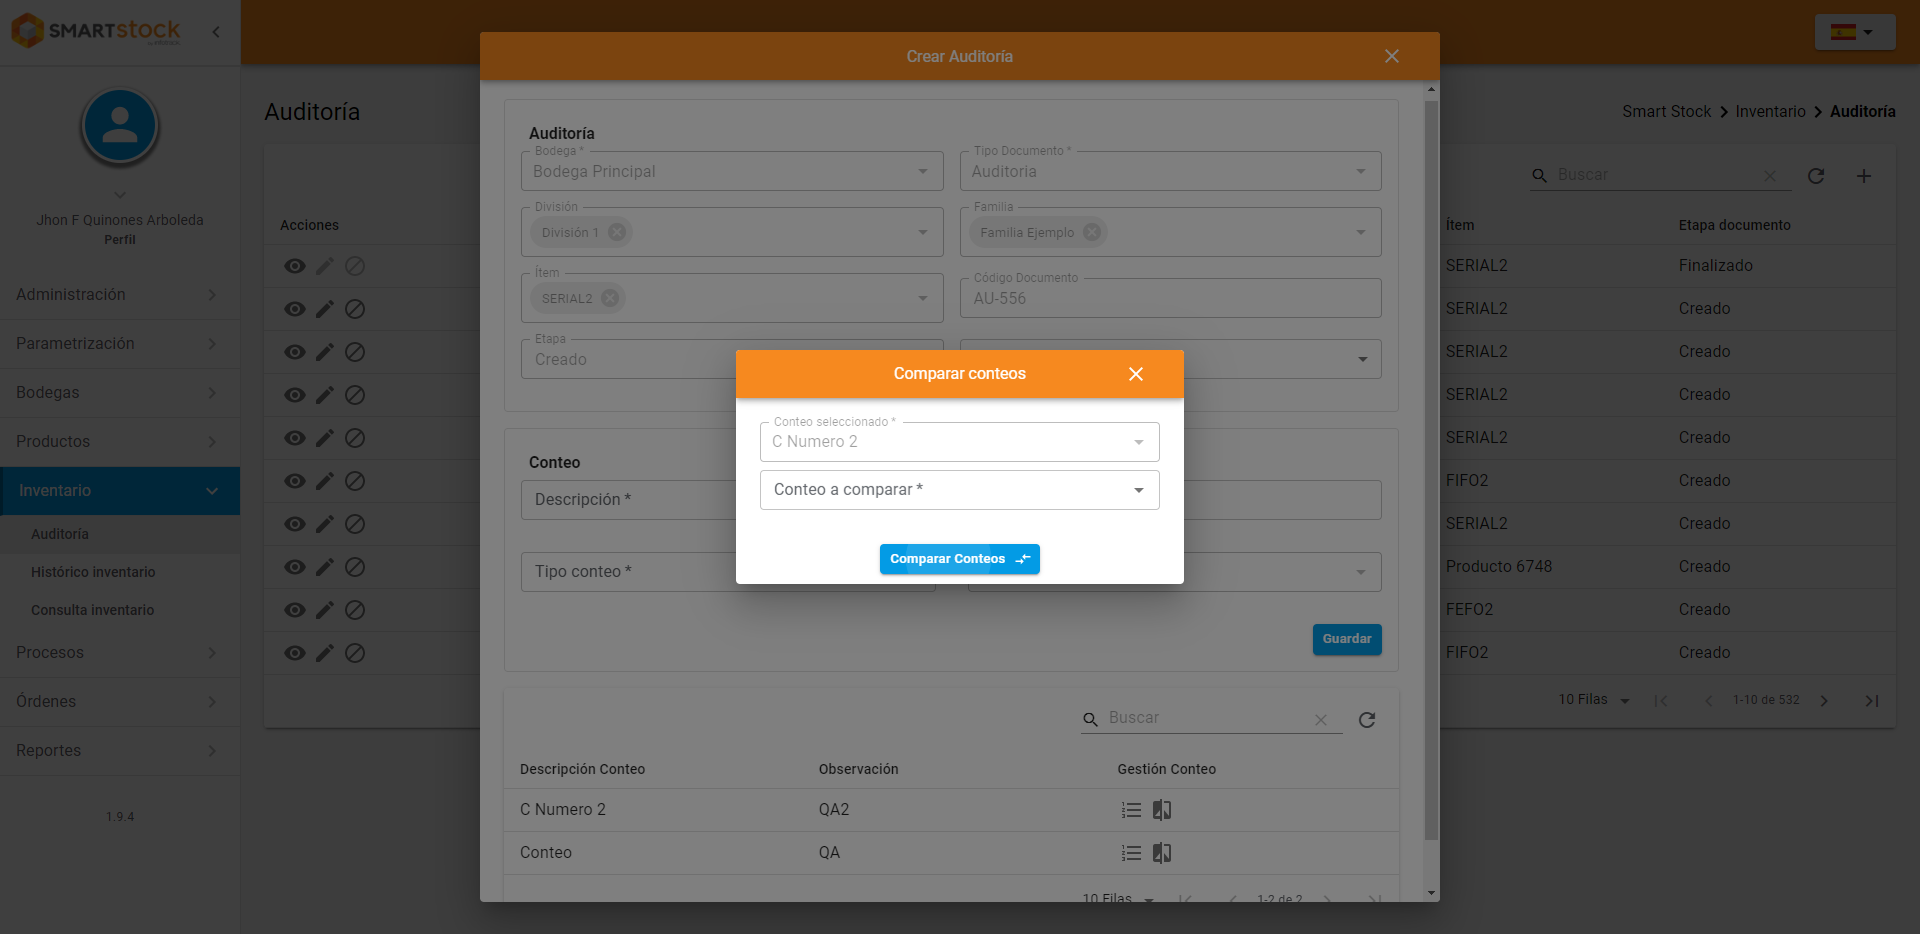 SMARTstock
Jhon F Quinones Arboleda
Perfil
Administración
Parametrización
Bodegas
Productos
Inventario
Auditoría
Histórico inventario
Consulta inventario
Procesos
Órdenes
Reportes
1.9.4
Auditoría
Smart Stock > Inventario > Auditoría
Buscar
Acciones
Ítem Etapa documento
SERIAL2 Finalizado
SERIAL2 Creado
SERIAL2 Creado
SERIAL2 Creado
SERIAL2 Creado
FIFO2 Creado
SERIAL2 Creado
Producto 6748 Creado
FEFO2 Creado
FIFO2 Creado
10 Filas 1-10 de 532
Crear Auditoría
Auditoría
Bodega *
Bodega Principal
Tipo Documento *
Auditoria
División
División 1
Familia
Familia Ejemplo
Ítem
SERIAL2
Código Documento
AU-556
Etapa
Creado
Conteo
Descripción *
Tipo conteo *
Guardar
Buscar
Descripción Conteo Observación Gestión Conteo
C Numero 2 QA2
Conteo QA
10 Filas 1-2 de 2
Comparar conteos
Conteo seleccionado *
C Numero 2
Conteo a comparar *
Comparar Conteos